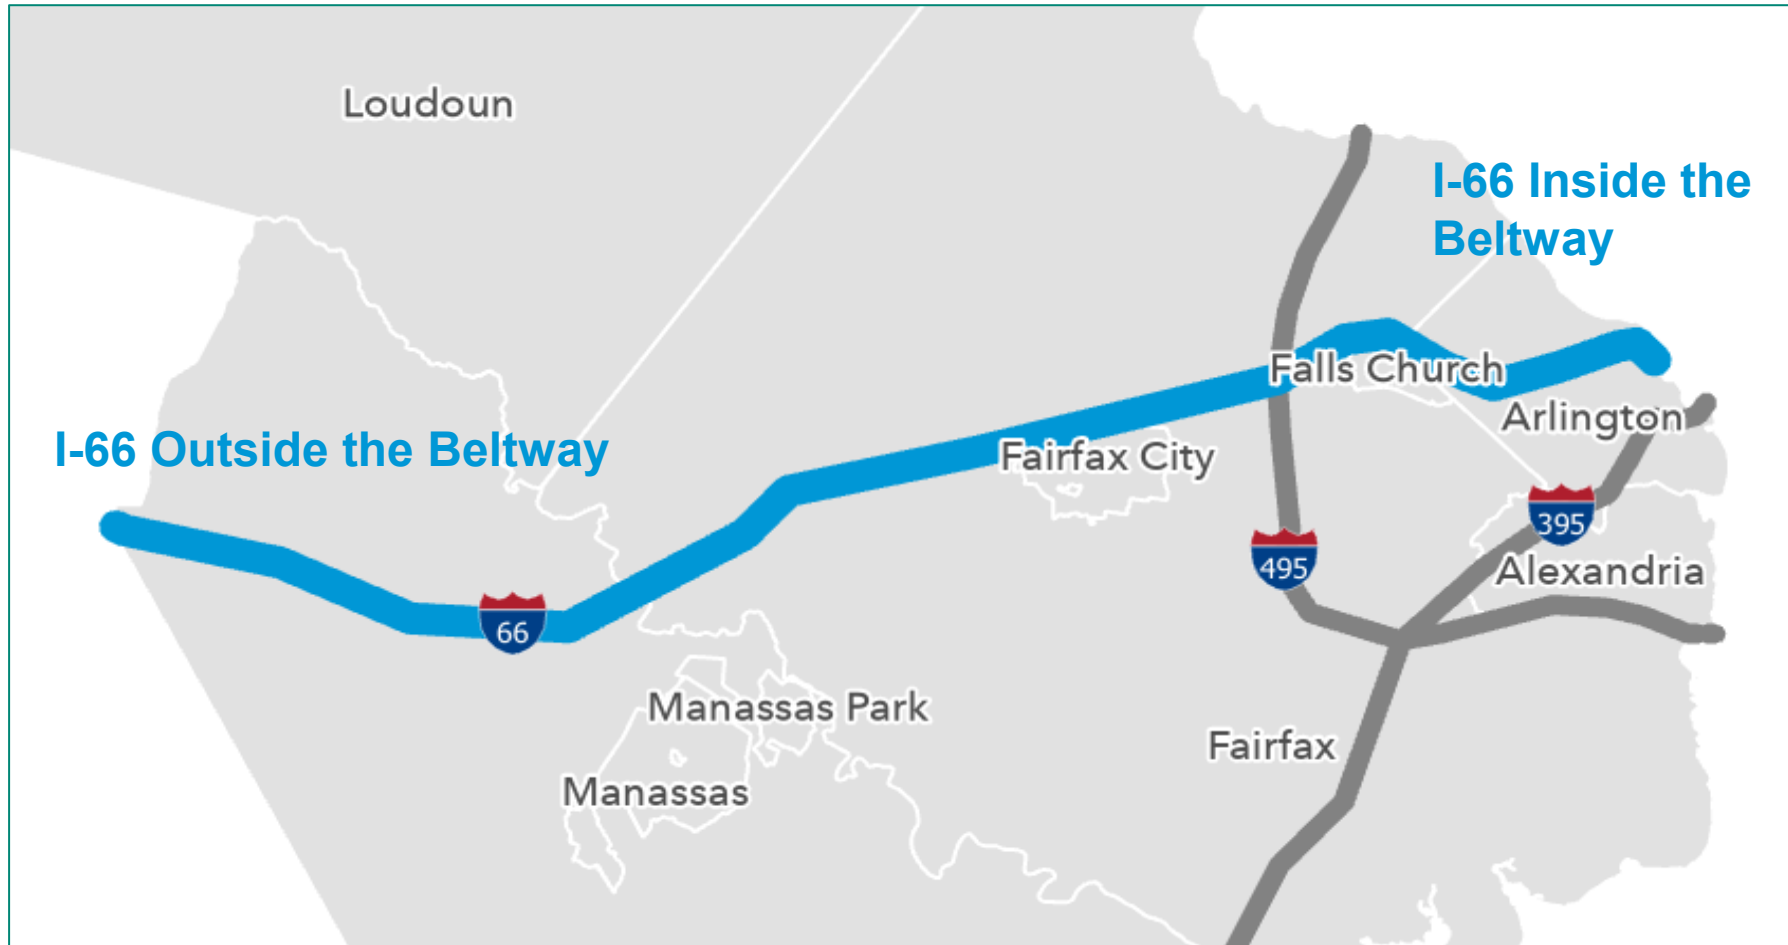 Loudoun
I-66 Inside the
Beltway
Falls Church
Arlington
I-66 Outside the Beltway
Fairfax City
395
495
Alexandria
66
Manassas Park
Fairfax
Manassas